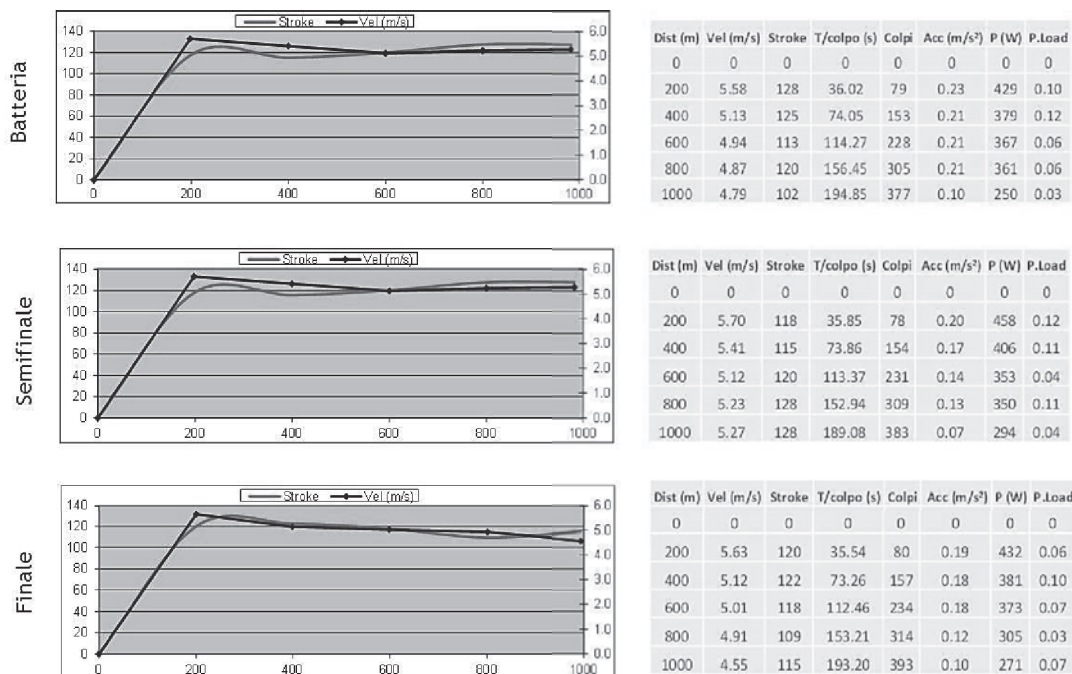 Batteria
Stroke Vel (m/s)
140 6.0
120 5.0
100 4.0
80
60 3.0
40 2.0
20 1.0
0 0.0
0 200 400 600 800 1000
Dist (m) Vel (m/s) Stroke T/colpo (s) Colpi Acc (m/s²) P (W) P.Load
0 0 0 0 0 0 0 0
200 5.58 128 36.02 79 0.23 429 0.10
400 5.13 125 74.05 153 0.21 379 0.12
600 4.94 113 114.27 228 0.21 367 0.06
800 4.87 120 156.45 305 0.21 361 0.06
1000 4.79 102 194.85 377 0.10 250 0.03
Semifinale
Stroke Vel (m/s)
140 6.0
120 5.0
100 4.0
80
60 3.0
40 2.0
20 1.0
0 0.0
0 200 400 600 800 1000
Dist (m) Vel (m/s) Stroke T/colpo (s) Colpi Acc (m/s²) P (W) P.Load
0 0 0 0 0 0 0 0
200 5.70 118 35.85 78 0.20 458 0.12
400 5.41 115 73.86 154 0.17 406 0.11
600 5.12 120 113.37 231 0.14 353 0.04
800 5.23 128 152.94 309 0.13 350 0.11
1000 5.27 128 189.08 383 0.07 294 0.04
Finale
Stroke Vel (m/s)
140 6.0
120 5.0
100 4.0
80
60 3.0
40 2.0
20 1.0
0 0.0
0 200 400 600 800 1000
Dist (m) Vel (m/s) Stroke T/colpo (s) Colpi Acc (m/s²) P (W) P.Load
0 0 0 0 0 0 0 0
200 5.63 120 35.54 80 0.19 432 0.06
400 5.12 122 73.26 157 0.18 381 0.10
600 5.01 118 112.46 234 0.18 373 0.07
800 4.91 109 153.21 314 0.12 305 0.03
1000 4.55 115 193.20 393 0.10 271 0.07